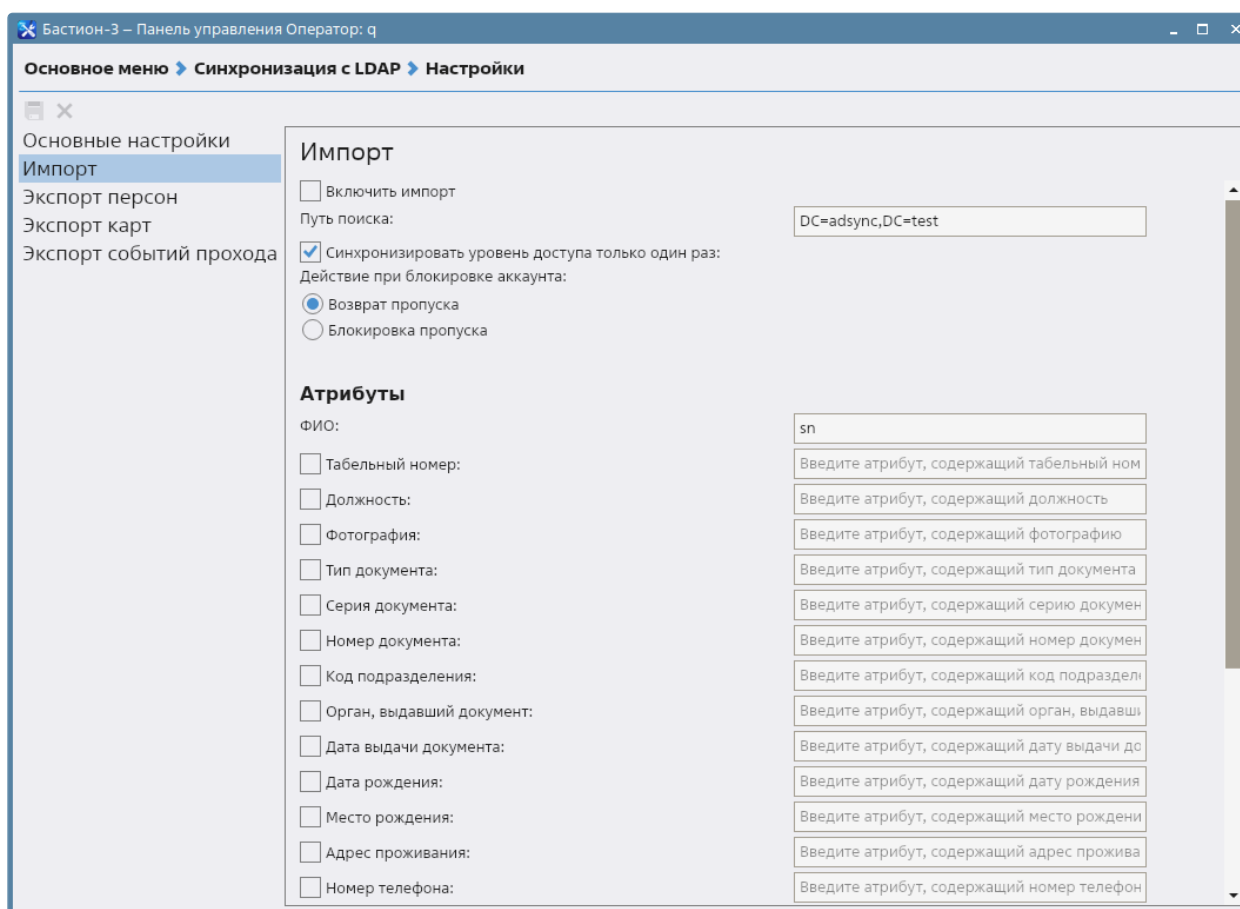 Бастион-3 – Панель управления Оператор: q
Основное меню Синхронизация с LDAP Настройки
Основные настройки
Импорт
Экспорт персон
Экспорт карт
Экспорт событий прохода
Импорт
Включить импорт
Путь поиска: DC=adsync,DC=test
Синхронизировать уровень доступа только один раз:
Действие при блокировке аккаунта:
Возврат пропуска
Блокировка пропуска
Атрибуты
ФИО: sn
Табельный номер: Введите атрибут, содержащий табельный ном
Должность: Введите атрибут, содержащий должность
Фотография: Введите атрибут, содержащий фотографию
Тип документа: Введите атрибут, содержащий тип документа
Серия документа: Введите атрибут, содержащий серию докумен
Номер документа: Введите атрибут, содержащий номер докумен
Код подразделения: Введите атрибут, содержащий код подраздел
Орган, выдавший документ: Введите атрибут, содержащий орган, выдавш
Дата выдачи документа: Введите атрибут, содержащий дату выдачи до
Дата рождения: Введите атрибут, содержащий дату рождения
Место рождения: Введите атрибут, содержащий место рождени
Адрес проживания: Введите атрибут, содержащий адрес прожива
Номер телефона: Введите атрибут, содержащий номер телефон